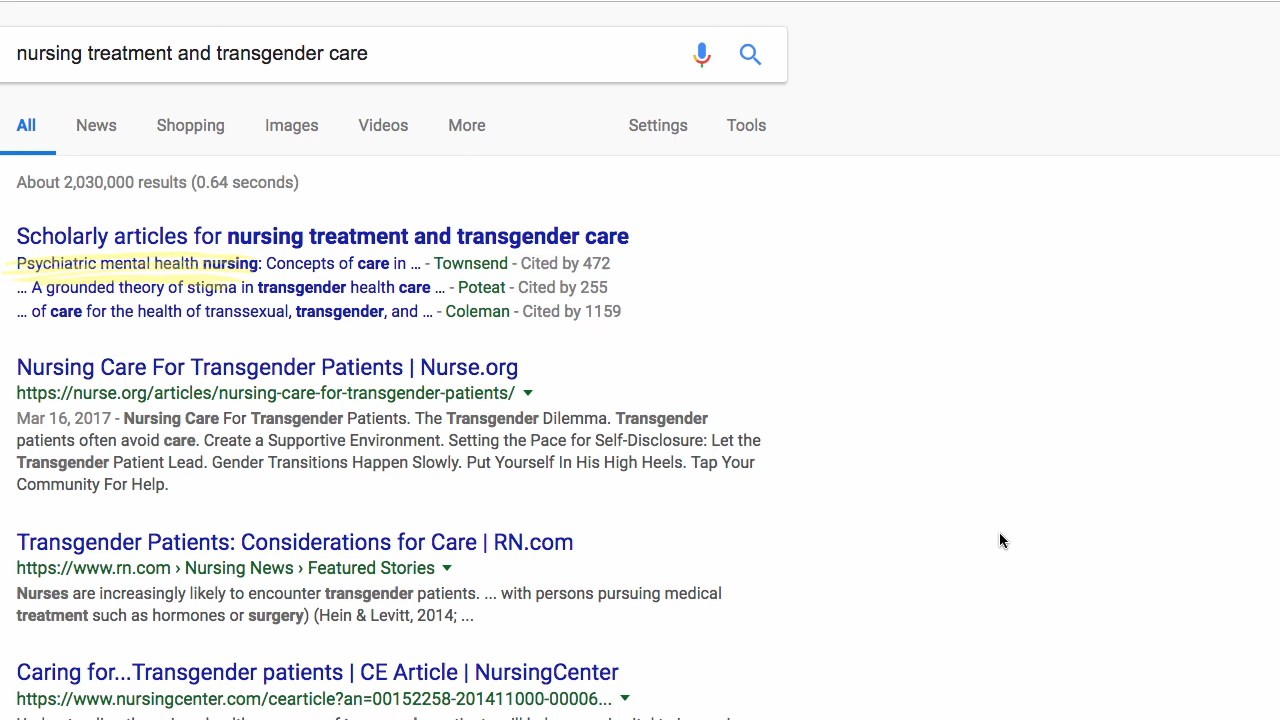 nursing treatment and transgender care
All News Shopping Images Videos More Settings Tools
About 2,030,000 results (0.64 seconds)
Scholarly articles for nursing treatment and transgender care
Psychiatric mental health nursing: Concepts of care in ... - Townsend - Cited by 472
... A grounded theory of stigma in transgender health care ... - Poteat - Cited by 255
... of care for the health of transsexual, transgender, and ... - Coleman - Cited by 1159
Nursing Care For Transgender Patients | Nurse.org
https://nurse.org/articles/nursing-care-for-transgender-patients/
Mar 16, 2017 - Nursing Care For Transgender Patients. The Transgender Dilemma. Transgender
patients often avoid care. Create a Supportive Environment. Setting the Pace for Self-Disclosure: Let the
Transgender Patient Lead. Gender Transitions Happen Slowly. Put Yourself In His High Heels. Tap Your
Community For Help.
Transgender Patients: Considerations for Care | RN.com
https://www.rn.com › Nursing News › Featured Stories
Nurses are increasingly likely to encounter transgender patients. ... with persons pursuing medical
treatment such as hormones or surgery) (Hein & Levitt, 2014; ...
Caring for...Transgender patients | CE Article | NursingCenter
https://www.nursingcenter.com/cearticle?an=00152258-201411000-00006...